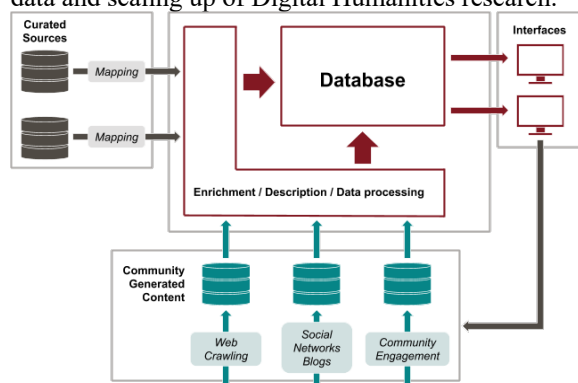 data and scaling up of Digital Humanities research.
Curated
Sources
Mapping
Mapping
Database
Enrichment / Description / Data processing
Interfaces
Community
Generated
Content
Web
Crawling
Social
Networks
Blogs
Community
Engagement